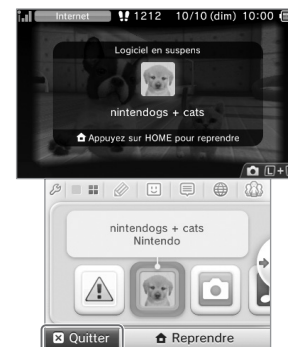 Internet 1212 10/10 (dim) 10:00
Logiciel en suspens
nintendogs + cats
Appuyez sur HOME pour reprendre
L+
nintendogs + cats
Nintendo
X Quitter
Reprendre